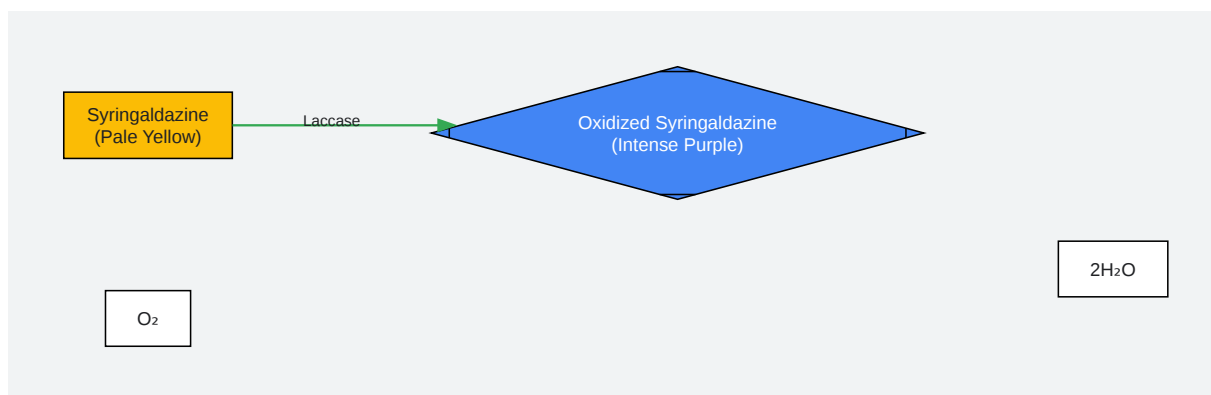 Syringaldazine
(Pale Yellow)
Laccase
Oxidized Syringaldazine
(Intense Purple)
2H₂O
O₂